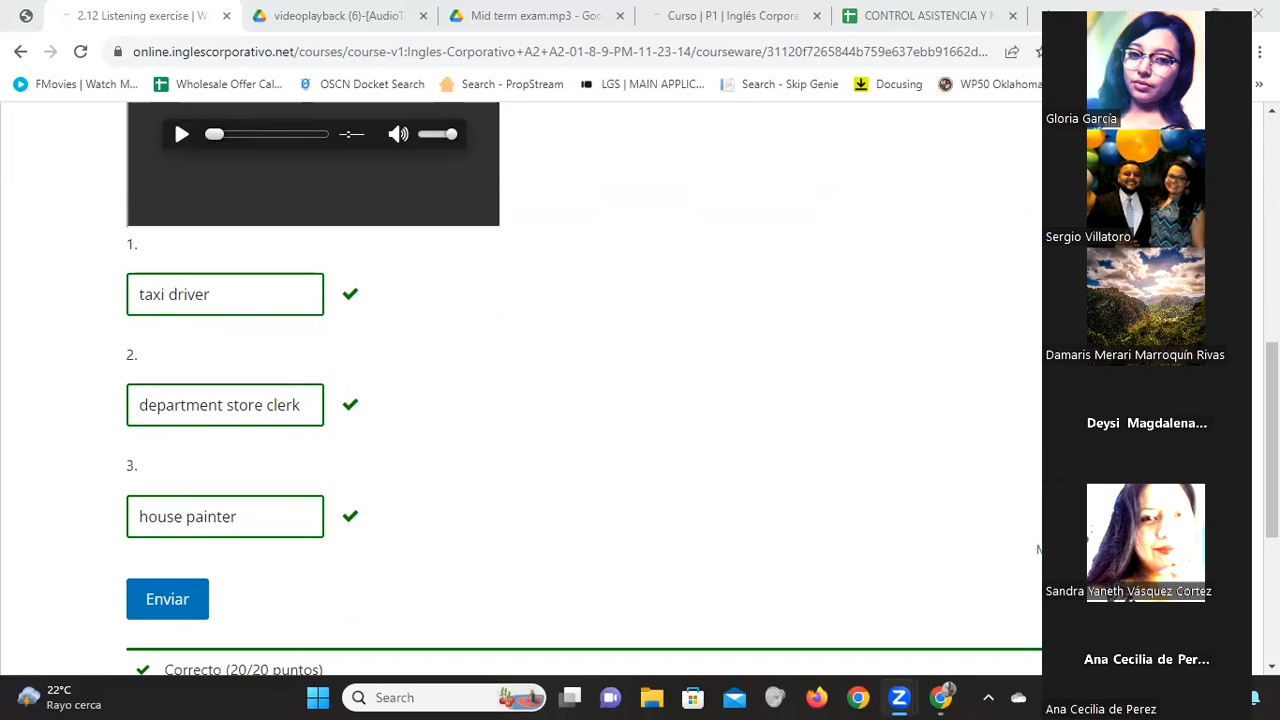 2.12 Listening exercise | W
videoplayback (6)-[AudioT
Mid term exam.mp3 - Goo
Curso | P1 | Inglés Corpora
CONTROL ASISTENCIA Y N
online.inglescorporativo.net/courses/course-v1:Ingles-Corporativo+A2+A2-01-8-9-PM-11-23-14/courseware/31120f7265844b759e637ebb91662d...
FMovies | Watch M...
Wholesale Offer Cal...
OSCN Docket Search
Search - PropStream
LGS | MAIN APPLIC...
Search - Skip Genie
Docusing
WP50 Oklahoma
»
1.
taxi driver
2.
department store clerk
3.
house painter
Enviar
Correcto (20/20 puntos)
Gloria García
Sergio Villatoro
Damaris Merari Marroquín Rivas
Deysi Magdalena...
Sandra Yaneth Vásquez Cortez
Ana Cecilia de Per...
Ana Cecilia de Perez
22°C
Rayo cerca
Search